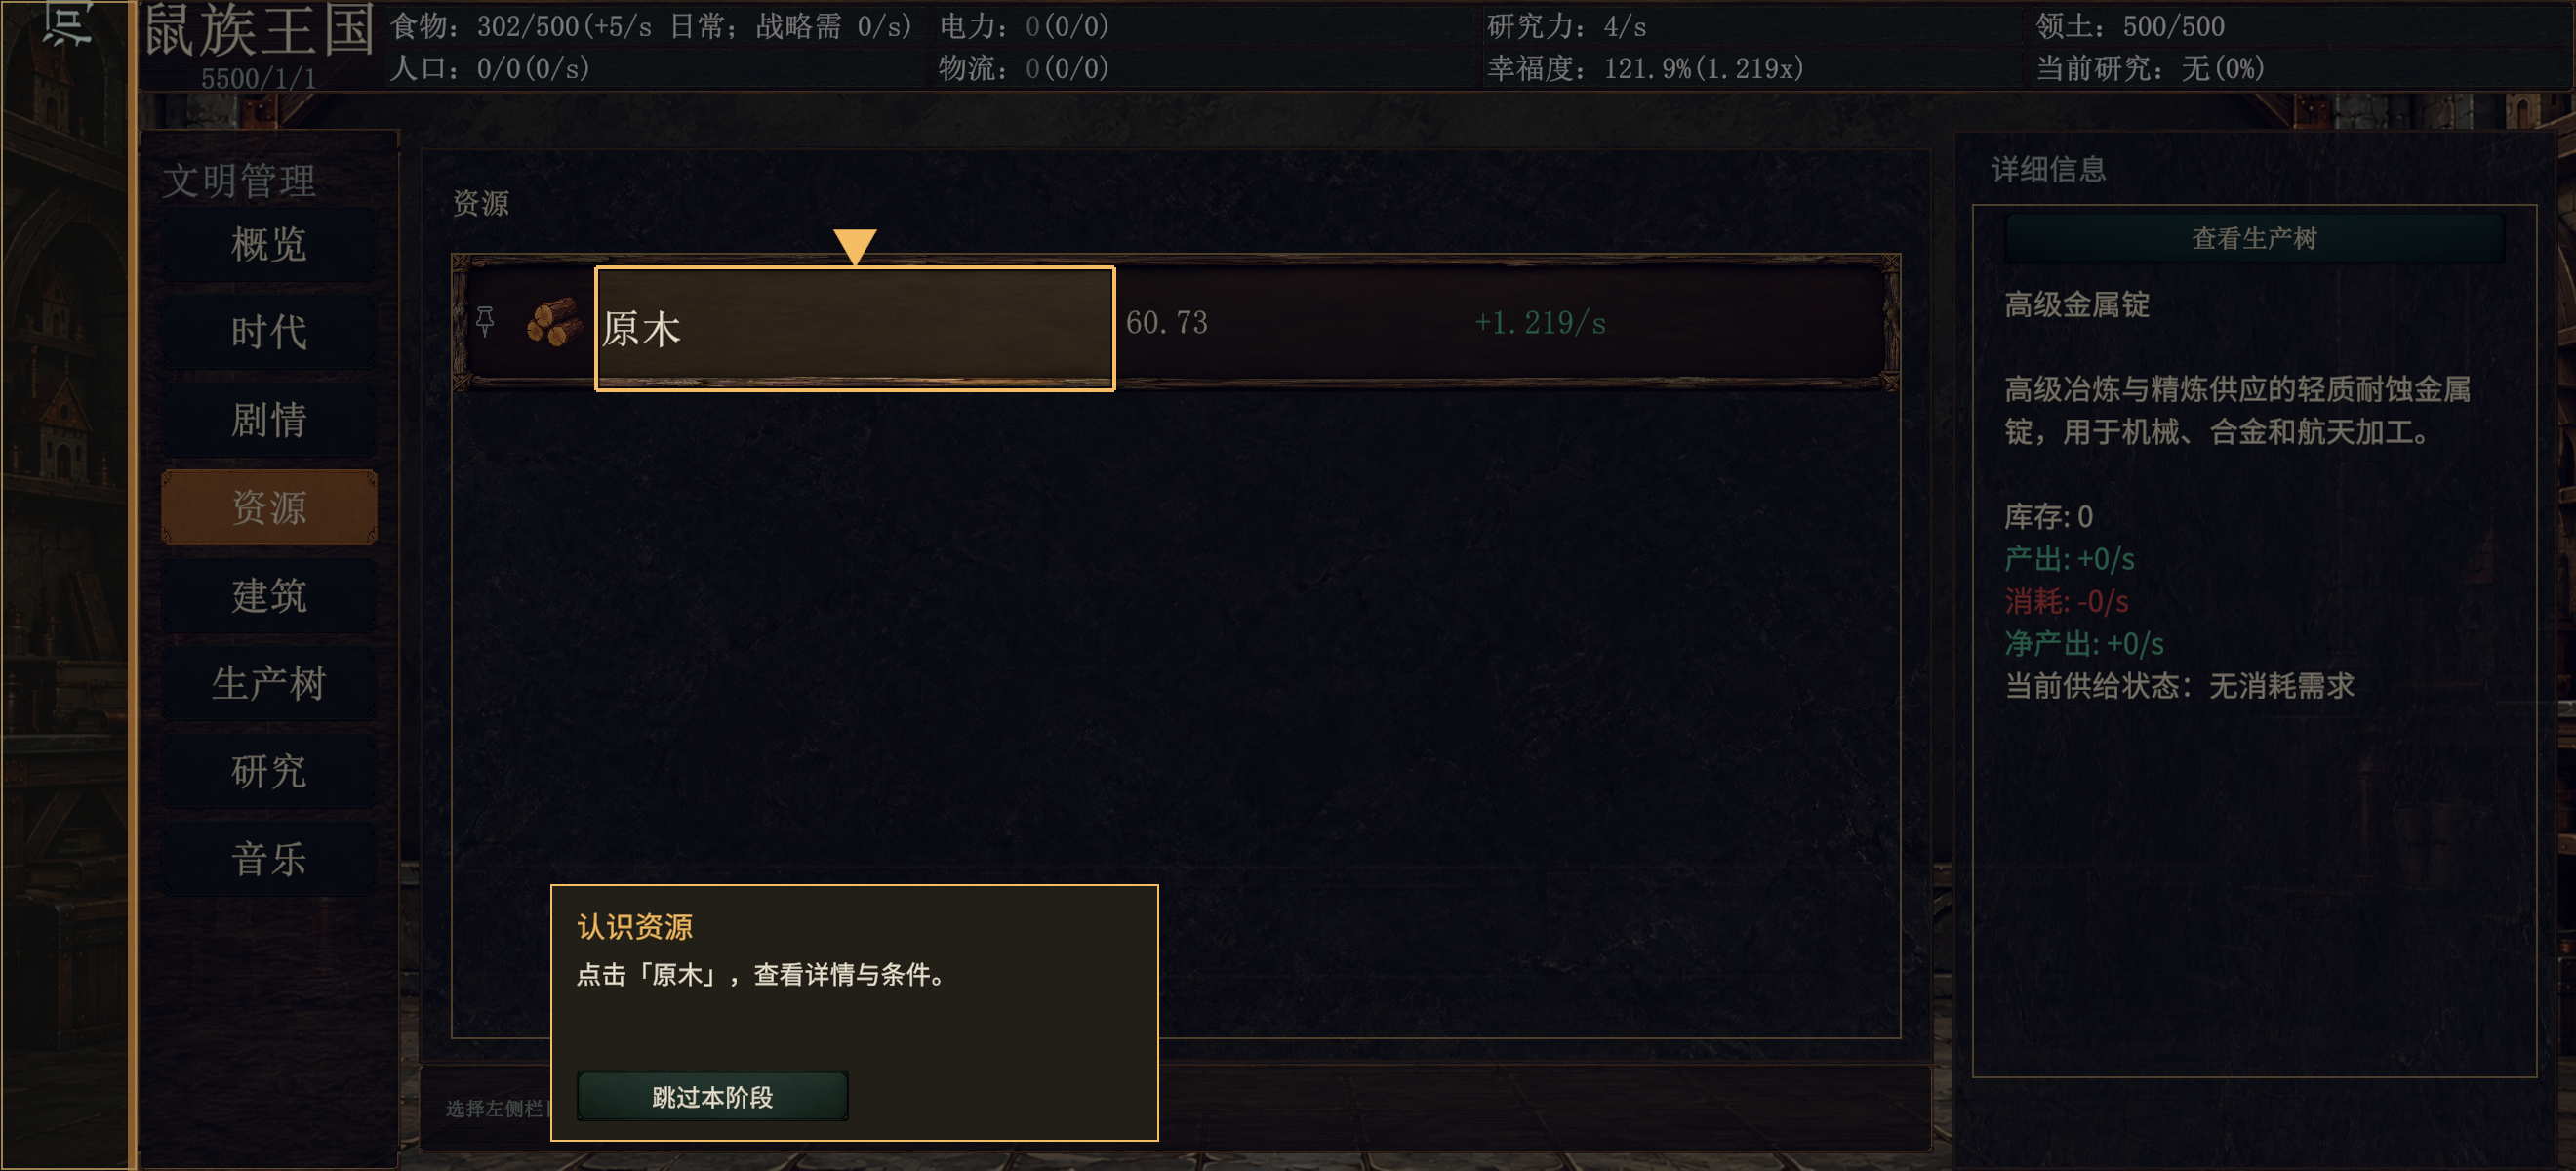 鼠族王国
5500/1/1
食物: 302/500(+5/s 日常; 战略需 0/s)
人口: 0/0(0/s)
电力: 0(0/0)
物流: 0(0/0)
研究力: 4/s
幸福度: 121.9%(1.219x)
领土: 500/500
当前研究: 无(0%)
文明管理
概览
时代
剧情
资源
建筑
生产树
研究
音乐
资源
原木
60.73
+1.219/s
认识资源
点击「原木」，查看详情与条件。
跳过本阶段
选择左侧栏
详细信息
查看生产树
高级金属锭
高级冶炼与精炼供应的轻质耐蚀金属
锭，用于机械、合金和航天加工。
库存: 0
产出: +0/s
消耗: -0/s
净产出: +0/s
当前供给状态：无消耗需求